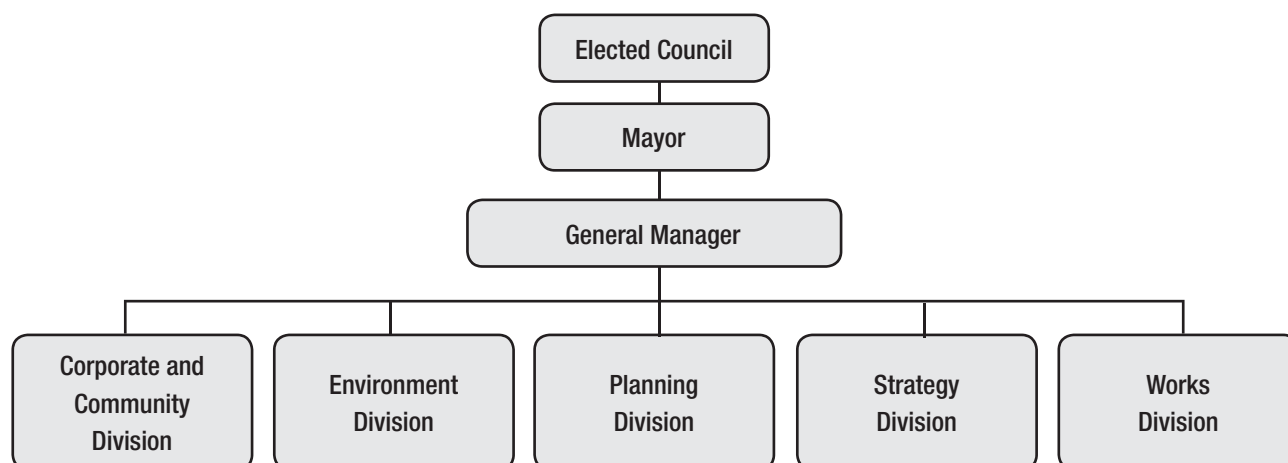 Elected Council
Mayor
General Manager
Corporate and
Community
Division
Environment
Division
Planning
Division
Strategy
Division
Works
Division